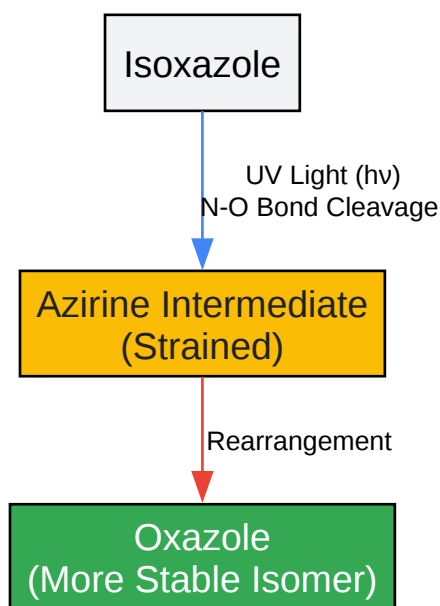 Isoxazole
UV Light (hν)
N-O Bond Cleavage
Azirine Intermediate
(Strained)
Rearrangement
Oxazole
(More Stable Isomer)